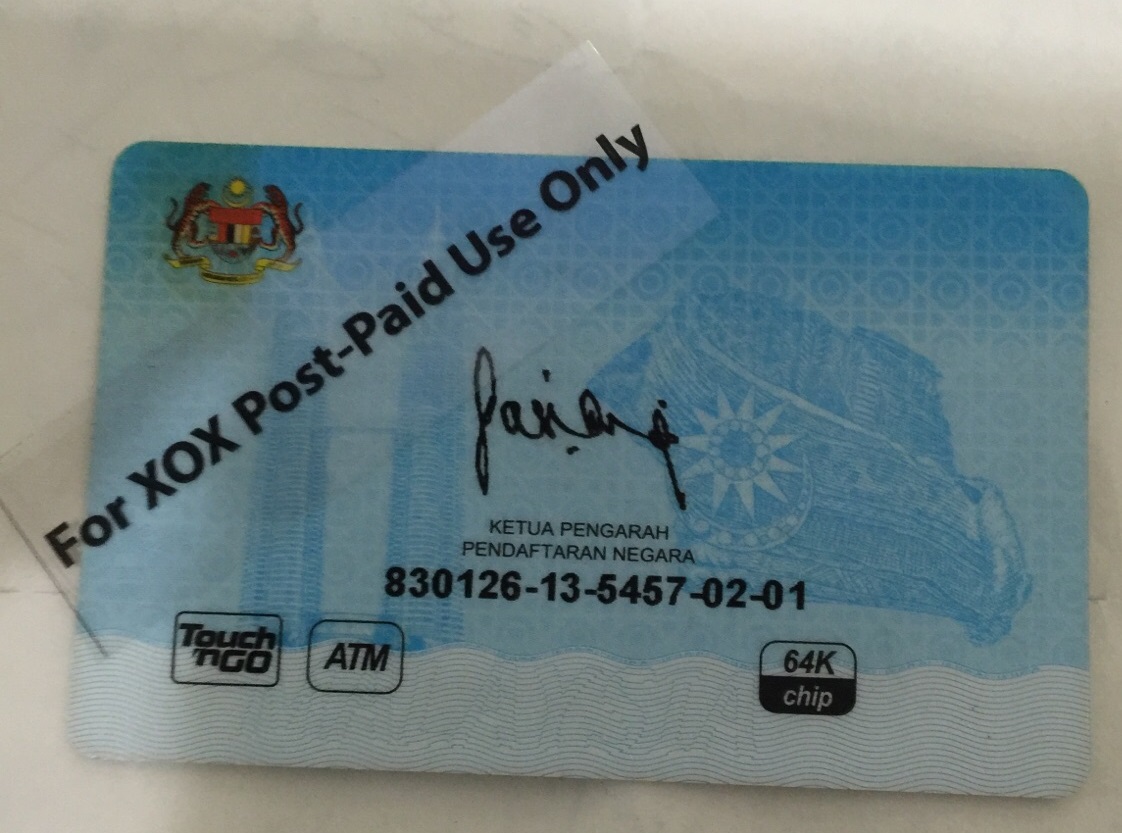 For XOX Post-Paid Use Only
KETUA PENGARAH
PENDAFTARAN NEGARA
830126-13-5457-02-01
Touch
'nGO
ATM
64K
chip